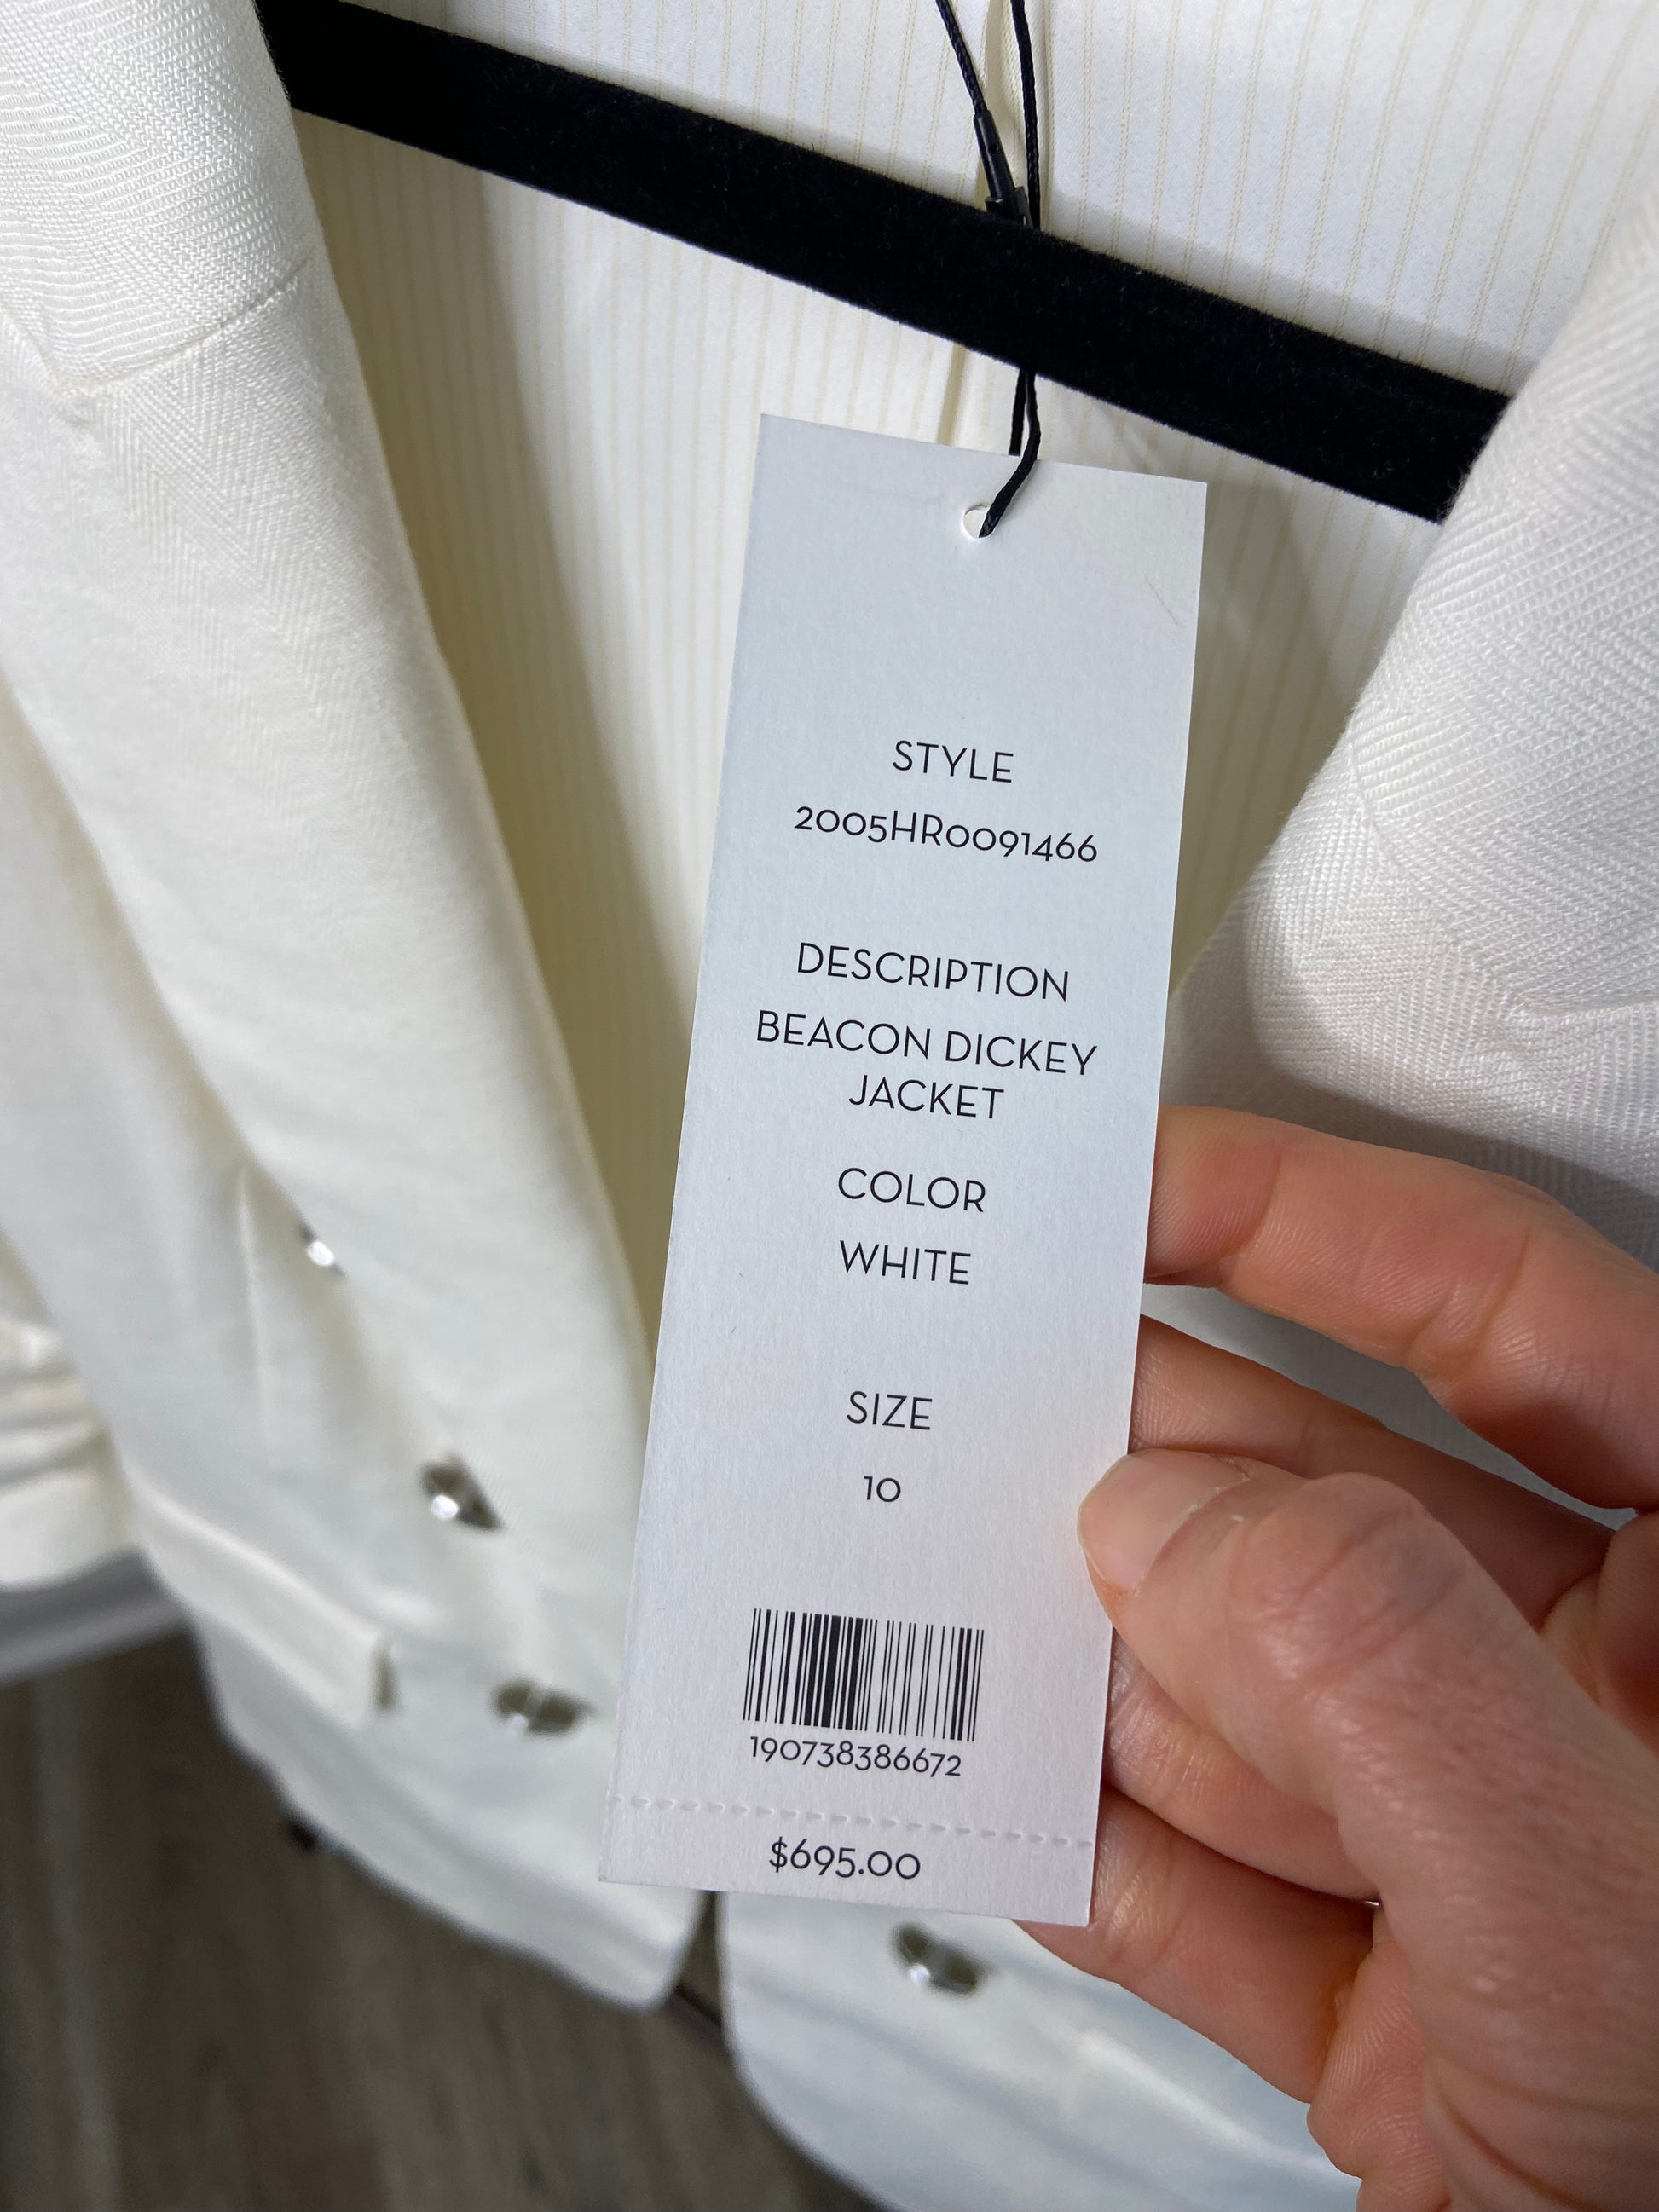 STYLE
2005HR0091466
DESCRIPTION
BEACON DICKEY
JACKET
COLOR
WHITE
SIZE
10
190738386672
$695.00